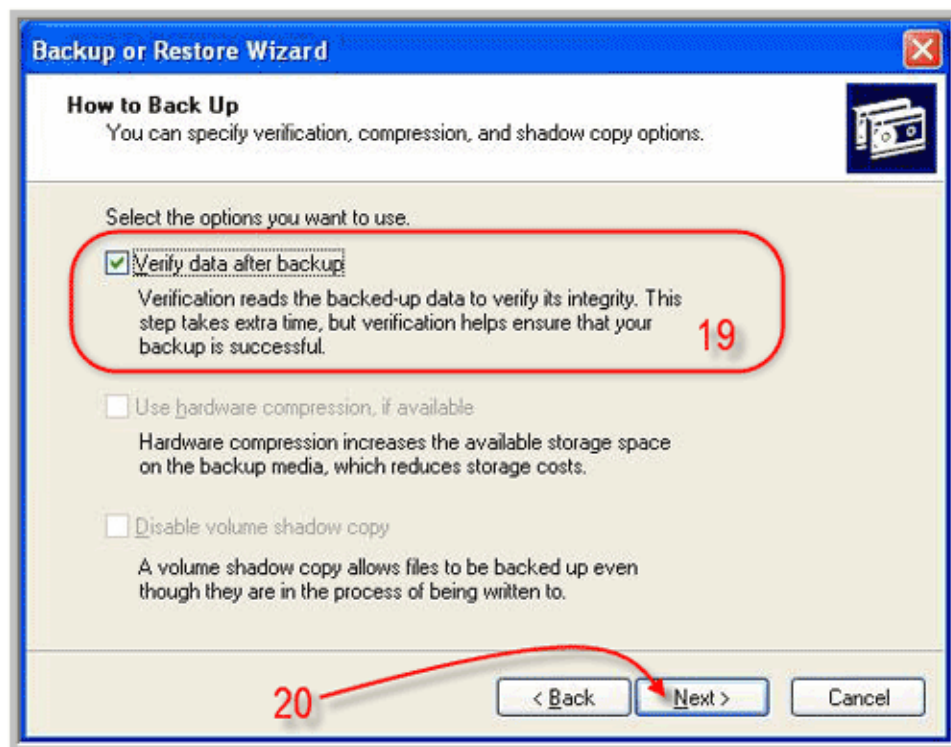 Backup or Restore Wizard
How to Back Up
You can specify verification, compression, and shadow copy options.
Select the options you want to use.
Verify data after backup
Verification reads the backed-up data to verify its integrity. This
step takes extra time, but verification helps ensure that your
backup is successful.
19
Use hardware compression, if available
Hardware compression increases the available storage space
on the backup media, which reduces storage costs.
Disable volume shadow copy
A volume shadow copy allows files to be backed up even
though they are in the process of being written to.
20
< Back Next > Cancel